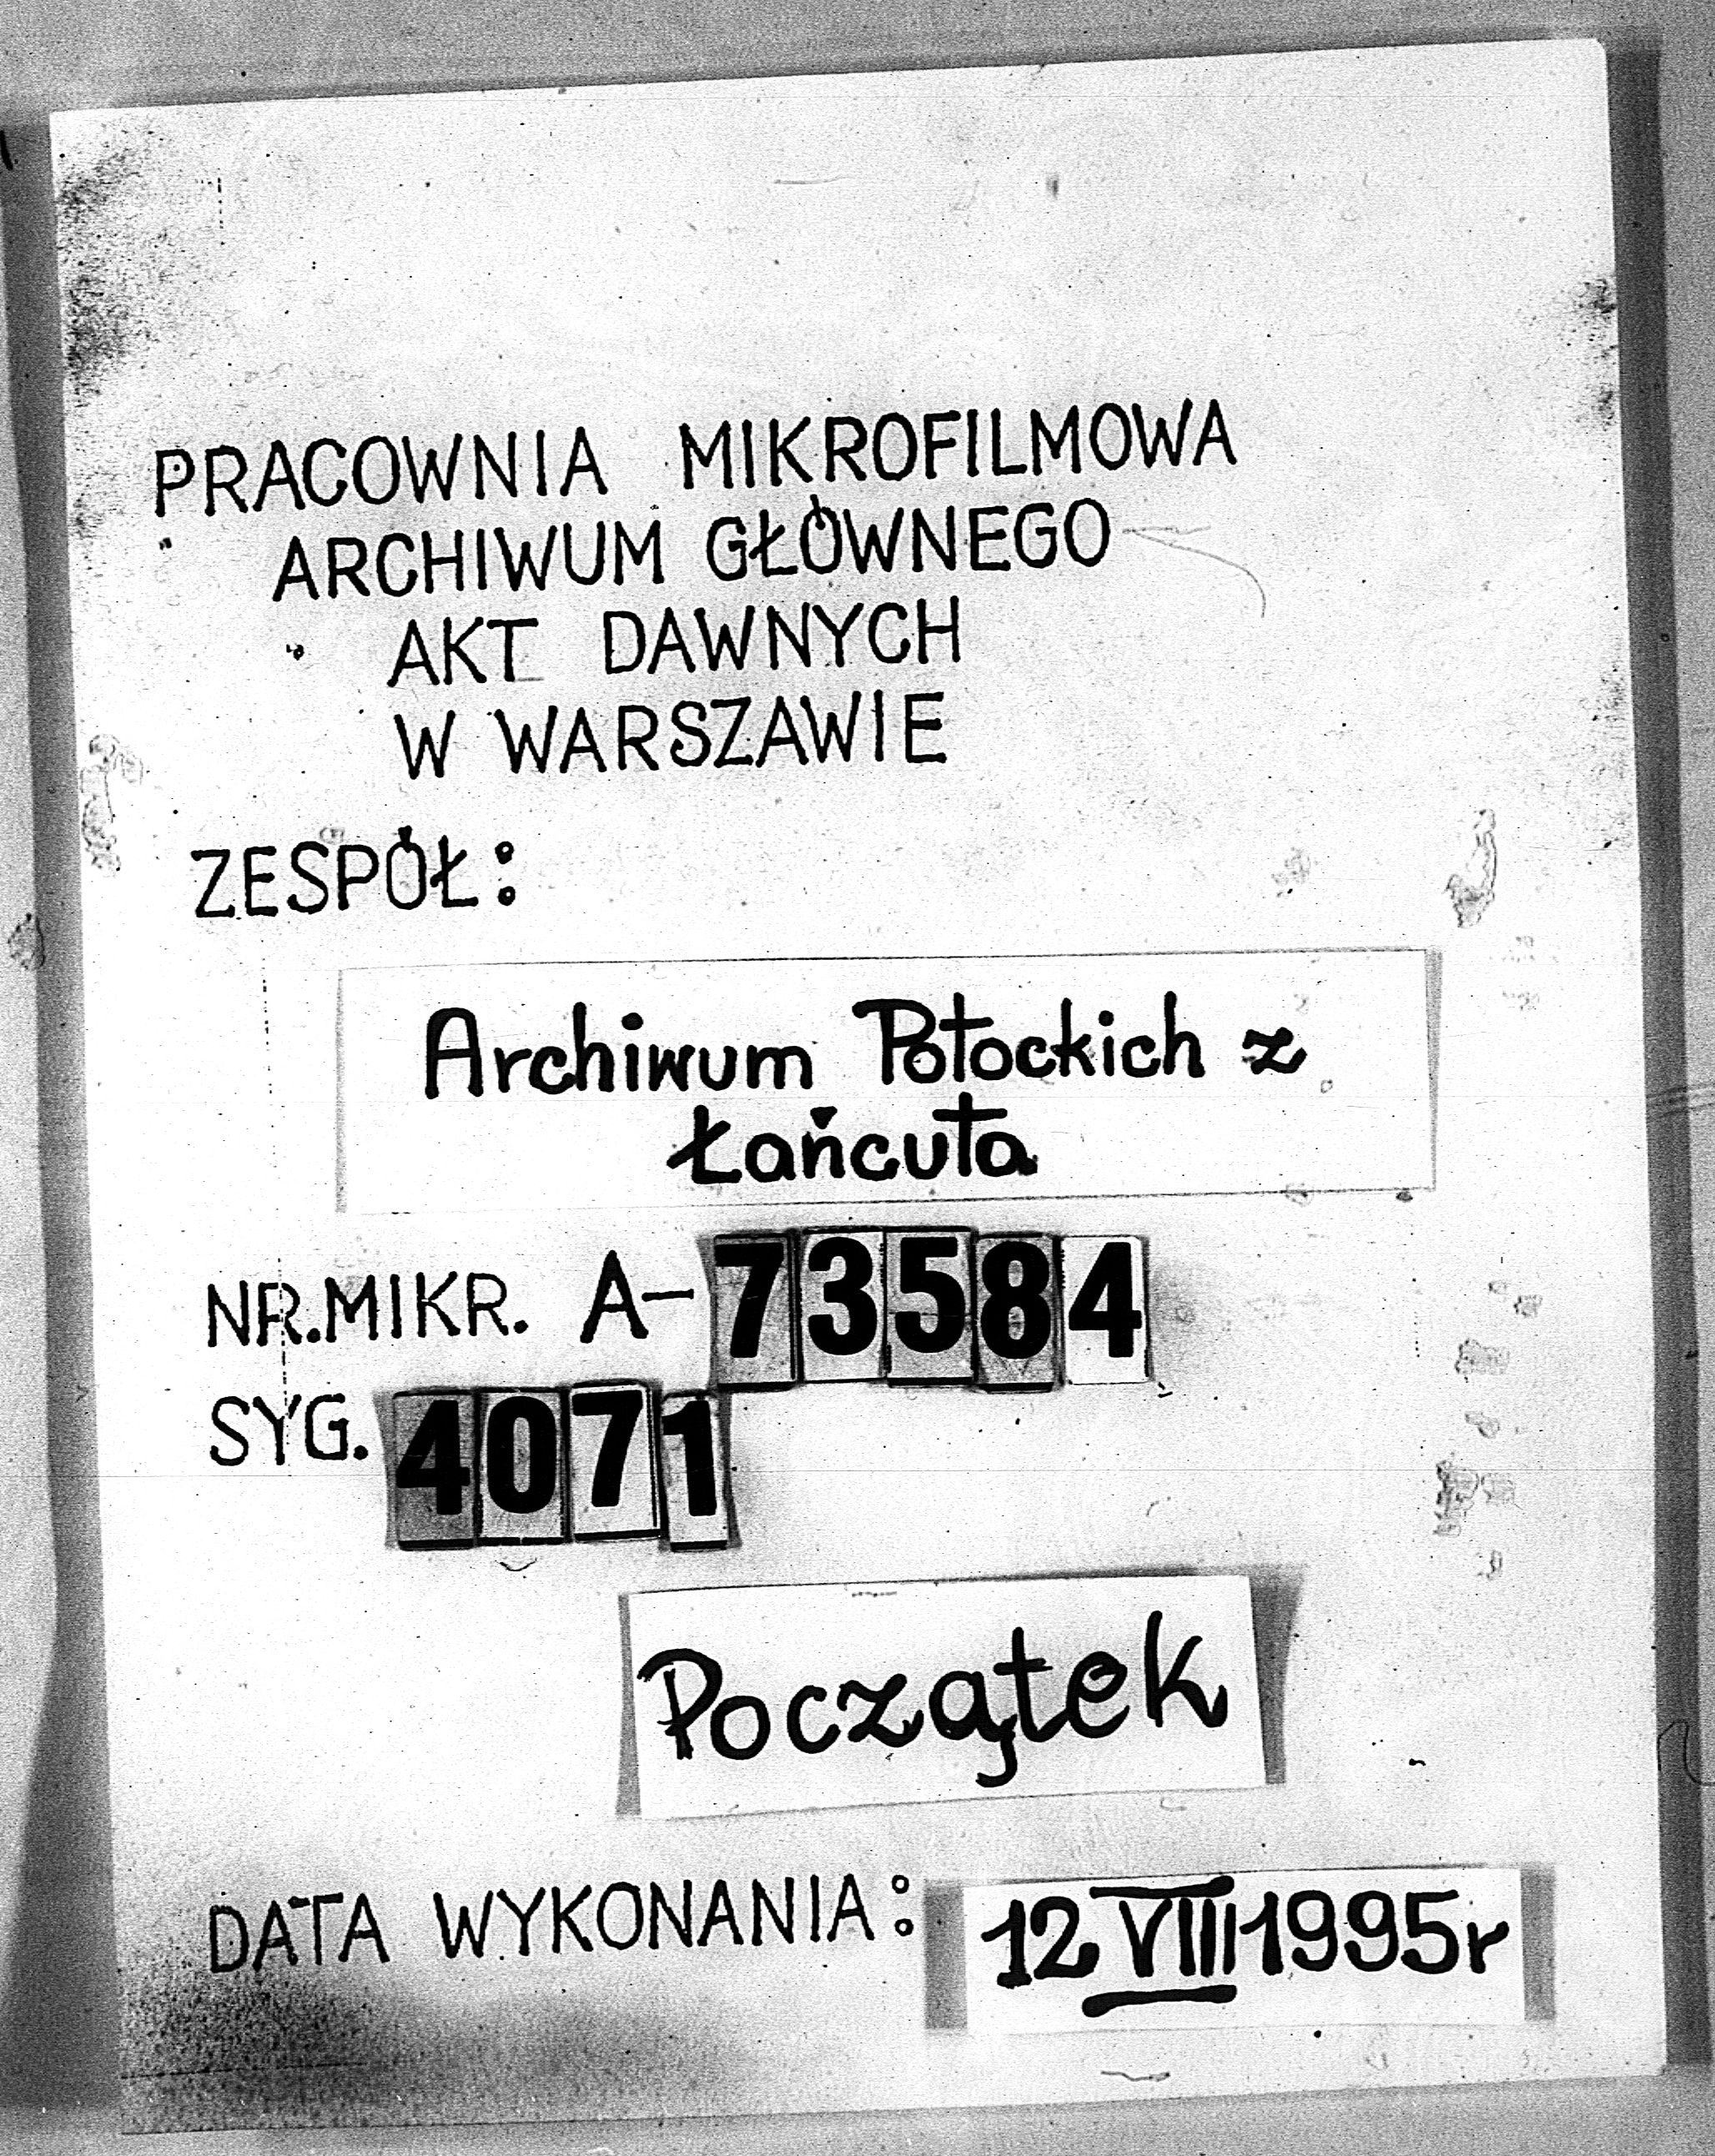 PRACOWNIA MIKROFILMOWA
ARCHIWUM GŁÓWNEGO
AKT DAWNYCH
W WARSZAWIE
ZESPÓŁ:
Archiwum Potockich z
Łańcuta
NR.MIKR. A-73584
SYG. 4071
Początek
DATA WYKONANIA: 12 VIII 1995r